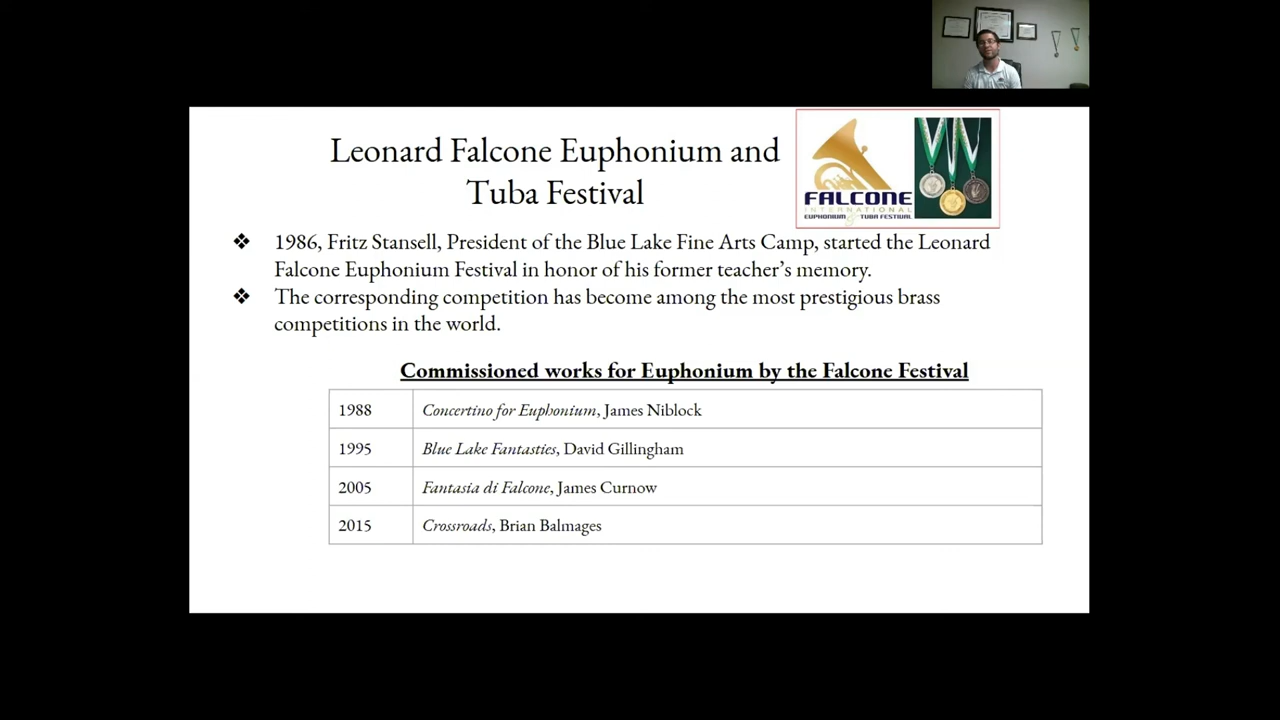 Leonard Falcone Euphonium and
Tuba Festival
FALCONE
INTERNATIONAL
EUPHONIUM & TUBA FESTIVAL
❖ 1986, Fritz Stansell, President of the Blue Lake Fine Arts Camp, started the Leonard
Falcone Euphonium Festival in honor of his former teacher’s memory.
❖ The corresponding competition has become among the most prestigious brass
competitions in the world.
Commissioned works for Euphonium by the Falcone Festival
1988 Concertino for Euphonium, James Niblock
1995 Blue Lake Fantasties, David Gillingham
2005 Fantasia di Falcone, James Curnow
2015 Crossroads, Brian Balmages